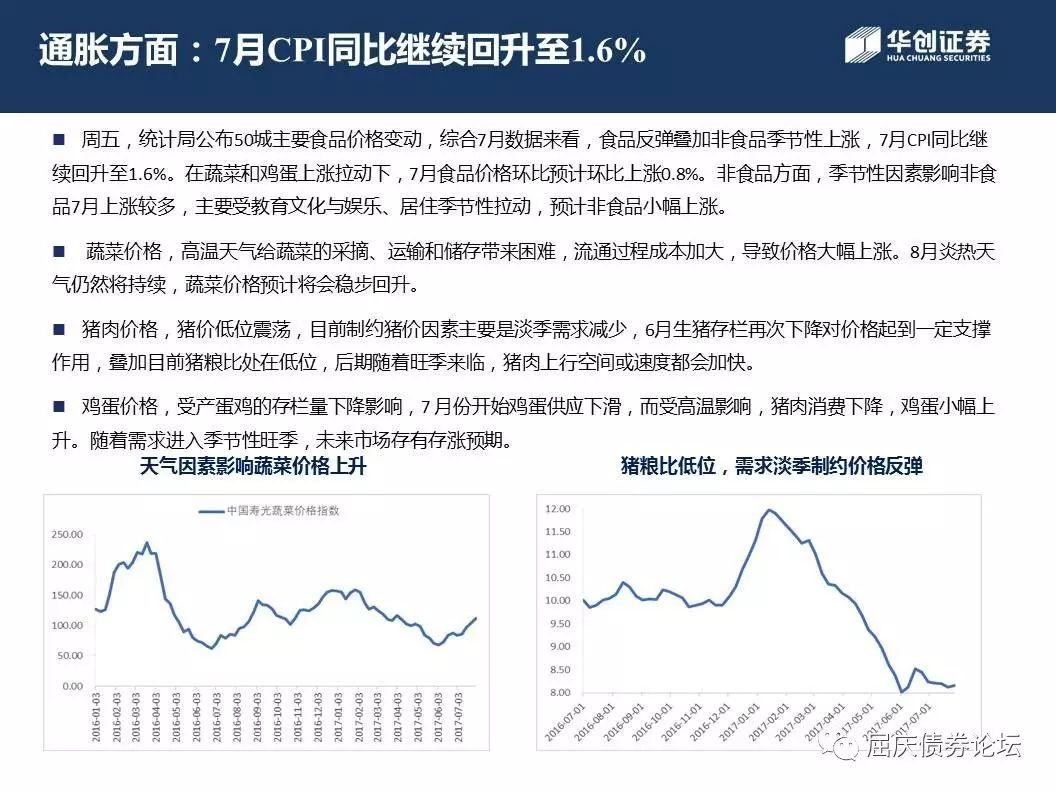 通胀方面：7月CPI同比继续回升至1.6%
华创证券
HUA CHUANG SECURITIES
■ 周五，统计局公布50城主要食品价格变动，综合7月数据来看，食品反弹叠加非食品季节性上涨，7月CPI同比继
续回升至1.6%。在蔬菜和鸡蛋上涨拉动下，7月食品价格环比预计环比上涨0.8%。非食品方面，季节性因素影响非食
品7月上涨较多，主要受教育文化与娱乐、居住季节性拉动，预计非食品小幅上涨。
■ 蔬菜价格，高温天气给蔬菜的采摘、运输和储存带来困难，流通过程成本加大，导致价格大幅上涨。8月炎热天
气仍然将持续，蔬菜价格预计将会稳步回升。
■ 猪肉价格，猪价低位震荡，目前制约猪价因素主要是淡季需求减少，6月生猪存栏再次下降对价格起到一定支撑
作用，叠加目前猪粮比处在低位，后期随着旺季来临，猪肉上行空间或速度都会加快。
■ 鸡蛋价格，受产蛋鸡的存栏量下降影响，7 月份开始鸡蛋供应下滑，而受高温影响，猪肉消费下降，鸡蛋小幅上
升。随着需求进入季节性旺季，未来市场存有存涨预期。
天气因素影响蔬菜价格上升
中国寿光蔬菜价格指数
250.00
200.00
150.00
100.00
50.00
0.00
2016-01-03
2016-02-03
2016-03-03
2016-04-03
2016-05-03
2016-06-03
2016-07-03
2016-08-03
2016-09-03
2016-10-03
2016-11-03
2016-12-03
2017-01-03
2017-02-03
2017-03-03
2017-04-03
2017-05-03
2017-06-03
2017-07-03
猪粮比低位，需求淡季制约价格反弹
12.00
11.50
11.00
10.50
10.00
9.50
9.00
8.50
8.00
2016-07-01
2016-08-01
2016-09-01
2016-10-01
2016-11-01
2016-12-01
2017-01-01
2017-02-01
2017-03-01
2017-04-01
2017-05-01
2017-06-01
2017-07-01
屈庆债券论坛